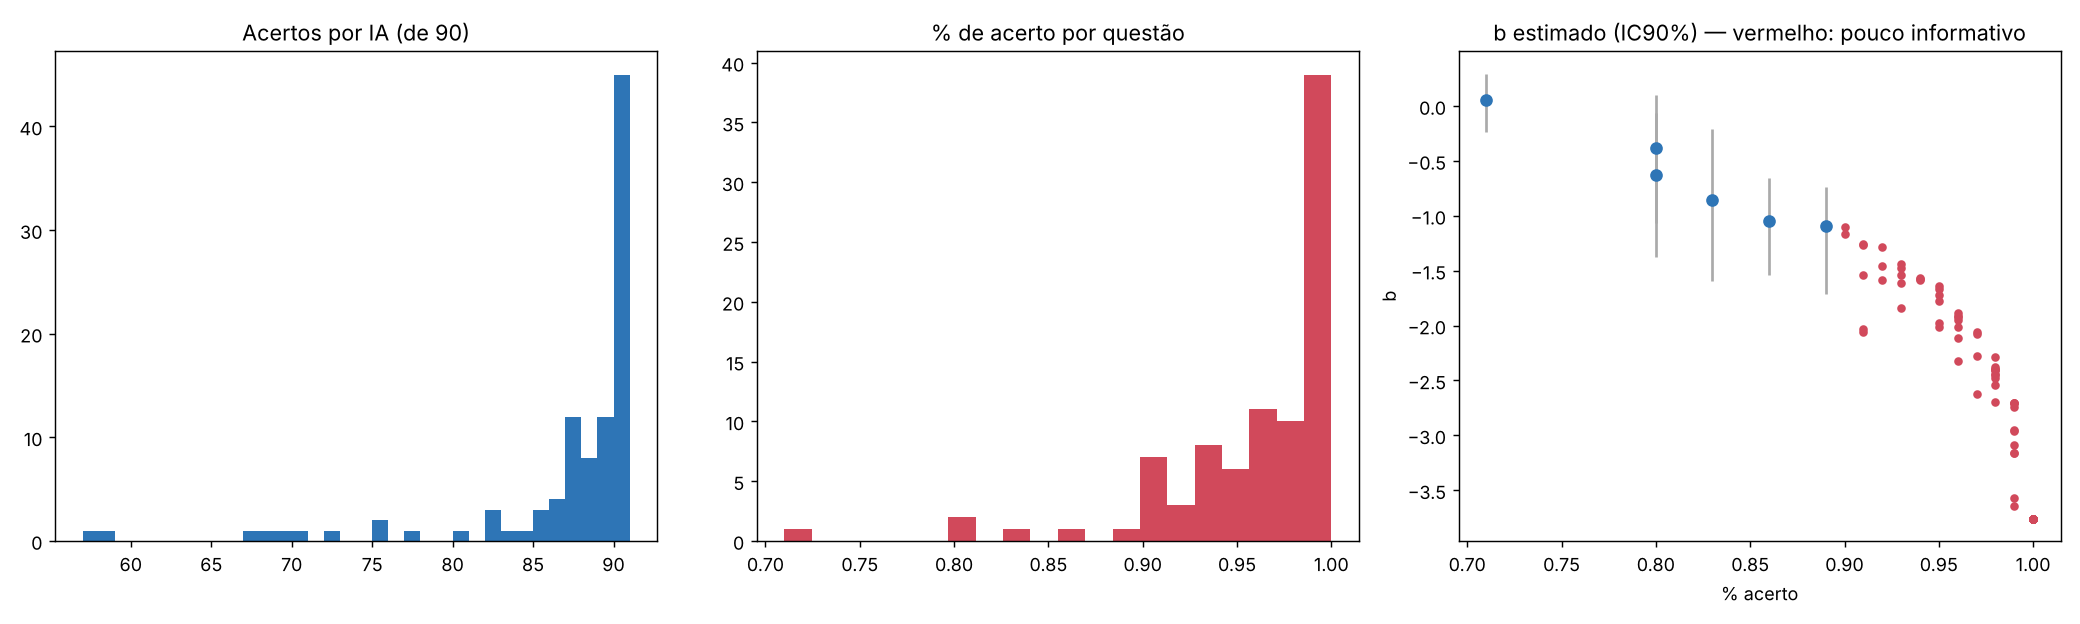 Acertos por IA (de 90)
40
30
20
10
0
60 65 70 75 80 85 90
% de acerto por questão
40
35
30
25
20
15
10
5
0
0.70 0.75 0.80 0.85 0.90 0.95 1.00
b estimado (IC90%) — vermelho: pouco informativo
b
0.0
−0.5
−1.0
−1.5
−2.0
−2.5
−3.0
−3.5
0.70 0.75 0.80 0.85 0.90 0.95 1.00
% acerto